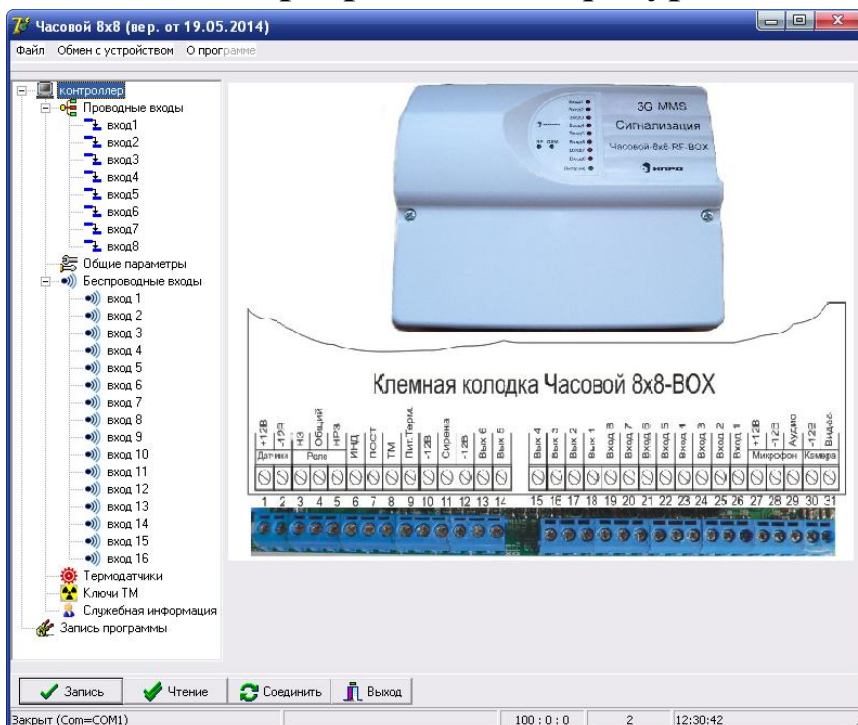 Часовой 8x8 (вер. от 19.05.2014)
Файл Обмен с устройством О программе
контроллер
Проводные входы
вход1
вход2
вход3
вход4
вход5
вход6
вход7
вход8
Общие параметры
Беспроводные входы
вход 1
вход 2
вход 3
вход 4
вход 5
вход 6
вход 7
вход 8
вход 9
вход 10
вход 11
вход 12
вход 13
вход 14
вход 15
вход 16
Термодатчики
Ключи ТМ
Служебная информация
Запись программы
3G MMS
Сигнализация
Часовой-8x8-RF-BOX
Клемная колодка Часовой 8x8-BOX
+12В -12В НЗ Общий НРЗ ИНД ПОСТ ТМ Пит.Терм. -12В Сирена -12В Вых 6 Вых 5 Вых 4 Вых 3 Вых 2 Вых 1 Вход 8 Вход 7 Вход 6 Вход 5 Вход 4 Вход 3 Вход 2 Вход 1 +12В -12В Аудио -12В Видео
Датчики Реле Микрофон Камера
1 2 3 4 5 6 7 8 9 10 11 12 13 14 15 16 17 18 19 20 21 22 23 24 25 26 27 28 29 30 31
Запись Чтение Соединить Выход
Закрыт (Com=COM1) 100 : 0 : 0 2 12:30:42